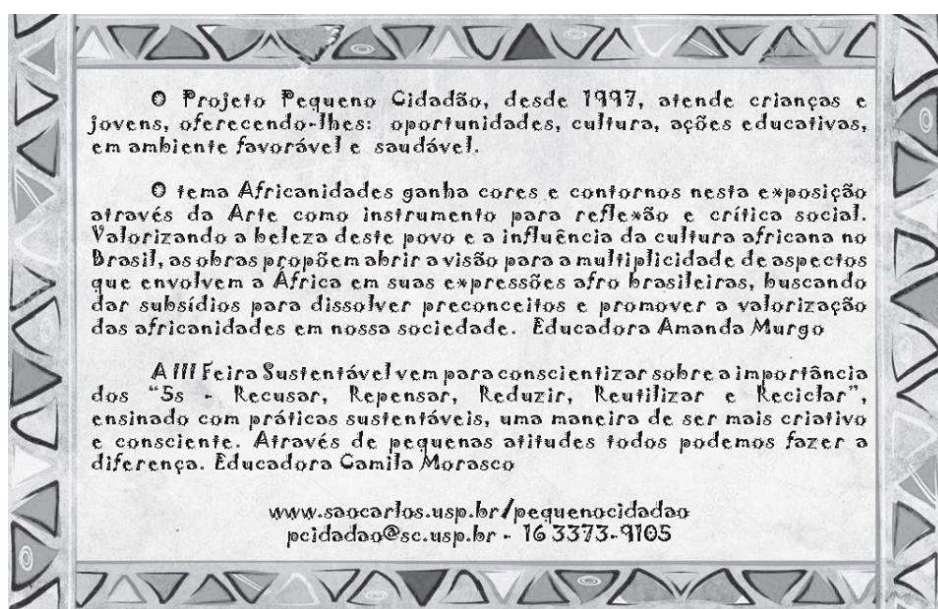 O Projeto Pequeno Cidadão, desde 1997, atende crianças e
jovens, oferecendo-lhes: oportunidades, cultura, ações educativas,
em ambiente favorável e saudável.
O tema Africanidades ganha cores e contornos nesta exposição
através da Arte como instrumento para reflexão e crítica social.
Valorizando a beleza deste povo e a influência da cultura africana no
Brasil, as obras propõem abrir a visão para a multiplicidade de aspectos
que envolvem a África em suas expressões afro brasileiras, buscando
dar subsídios para dissolver preconceitos e promover a valorização
das africanidades em nossa sociedade. Educadora Amanda Murgo
A III Feira Sustentável vem para conscientizar sobre a importância
dos “5s - Recusar, Repensar, Reduzir, Reutilizar e Reciclar”,
ensinado com práticas sustentáveis, uma maneira de ser mais criativo
e consciente. Através de pequenas atitudes todos podemos fazer a
diferença. Educadora Camila Morasco
www.saocarlos.usp.br/pequenocidadao
pcidadao@sc.usp.br - 16 3373-9105